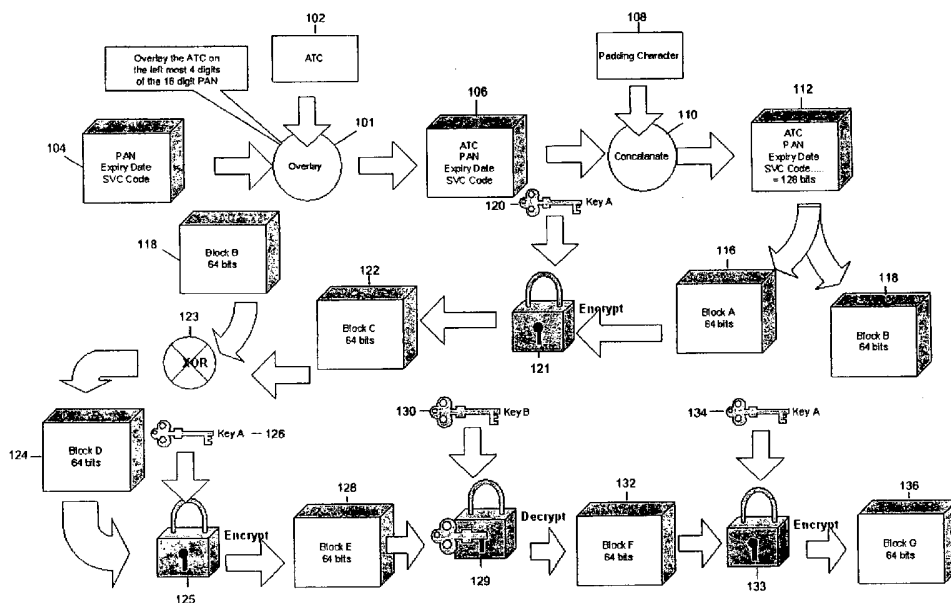 102
108
ATC
Padding Character
Overlay the ATC on
the left most 4 digits
of the 16 digit PAN
101
106
110
112
104
PAN
Expiry Date
SVC Code
Overlay
ATC
PAN
Expiry Date
SVC Code
Concatanate
ATC
PAN
Expiry Date
SVC Code.....
= 128 bits
120
Key A
118
Block B
64 bits
122
Block C
64 bits
Encrypt
121
116
Block A
64 bits
118
Block B
64 bits
123
XOR
124
Block D
64 bits
Key A
126
130
Key B
134
Key A
Encrypt
125
128
Block E
64 bits
Decrypt
129
132
Block F
64 bits
Encrypt
133
136
Block G
64 bits